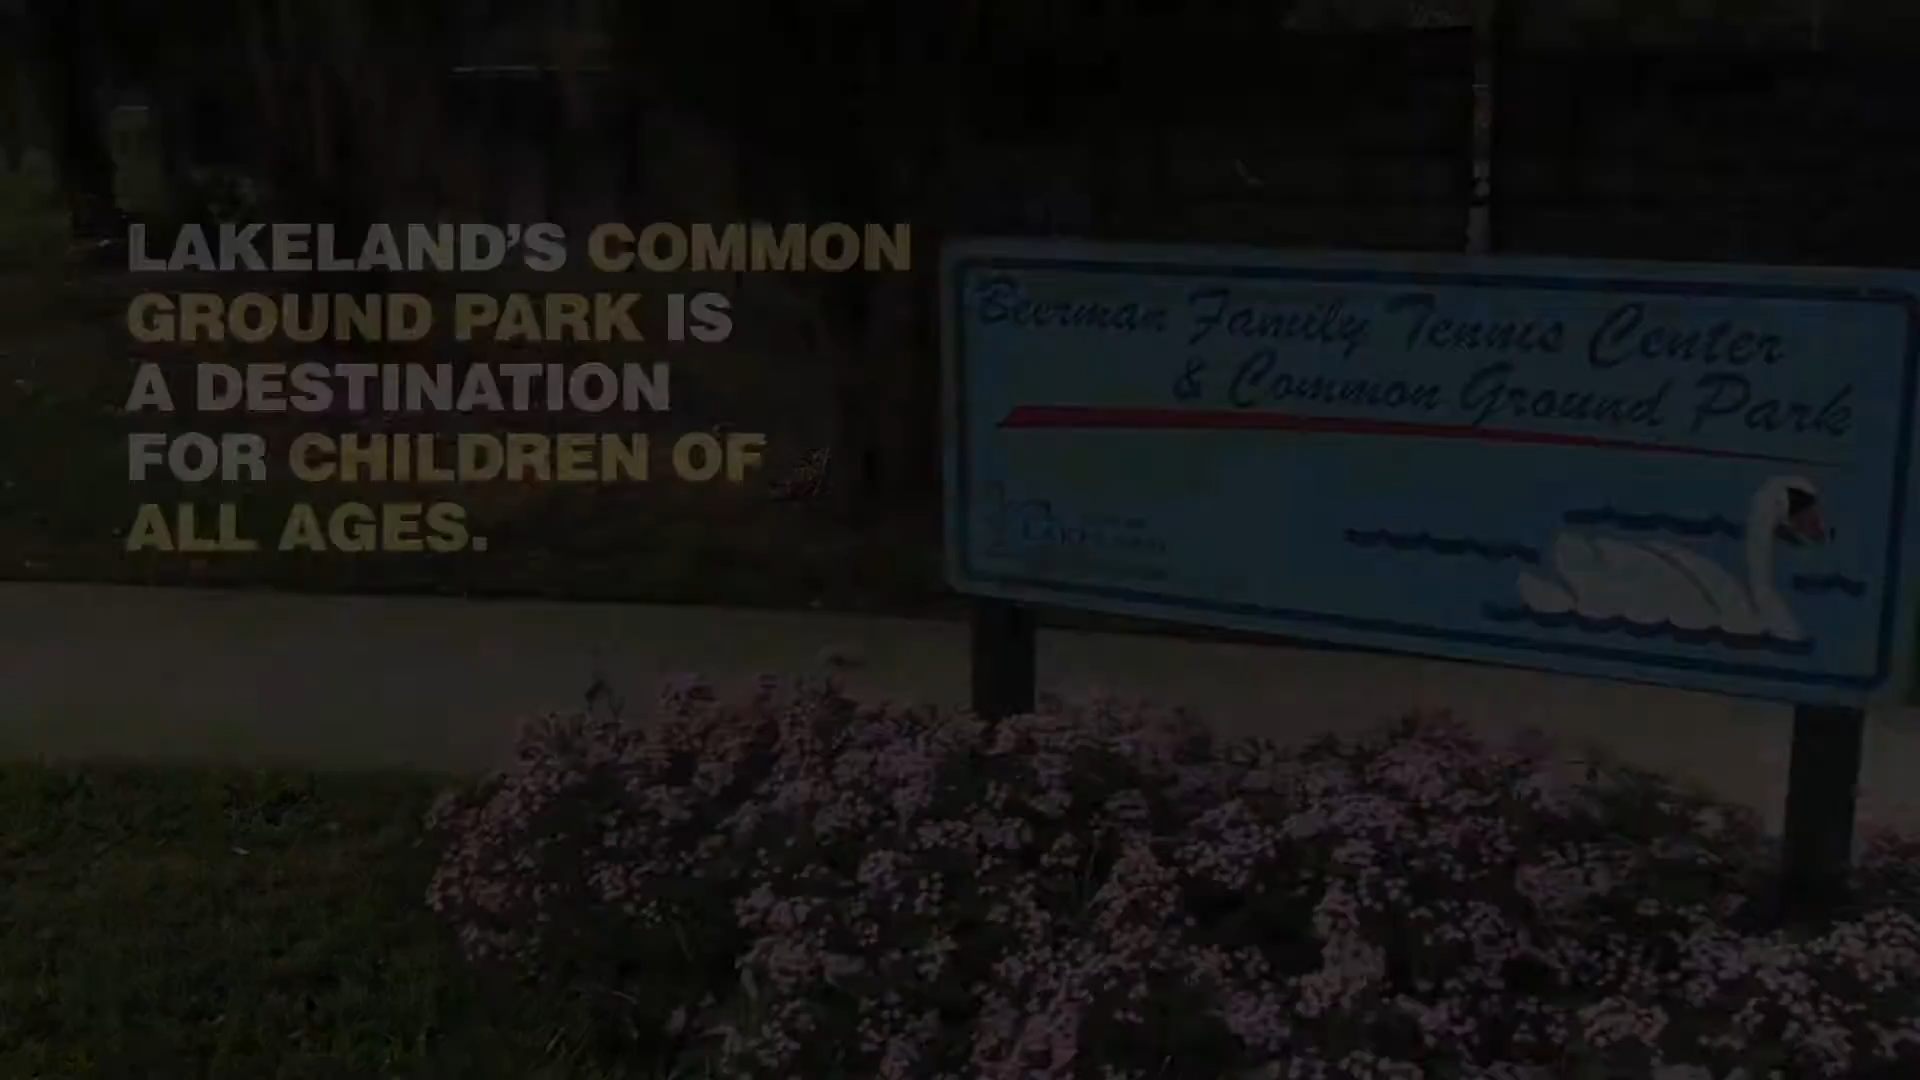 LAKELAND'S COMMON
GROUND PARK IS
A DESTINATION
FOR CHILDREN OF
ALL AGES.
Beerman Family Tennis Center
& Common Ground Park